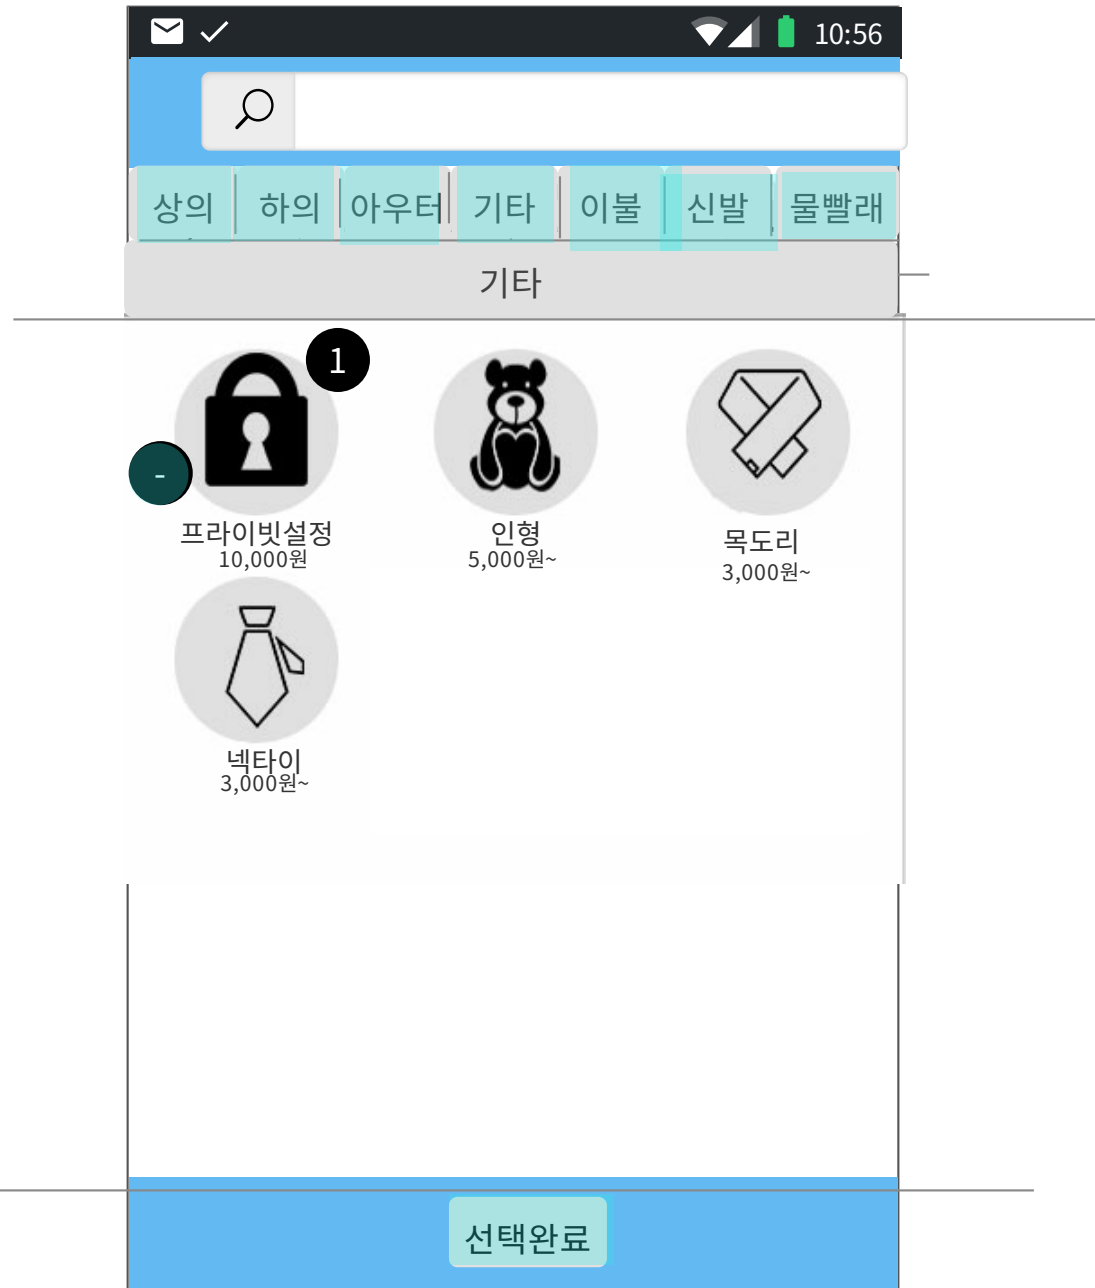 10:56
상의 하의 아우터 기타 이불 신발 물빨래
기타
1
-
프라이빗설정 인형 목도리
10,000원 5,000원~ 3,000원~
넥타이
3,000원~
선택완료